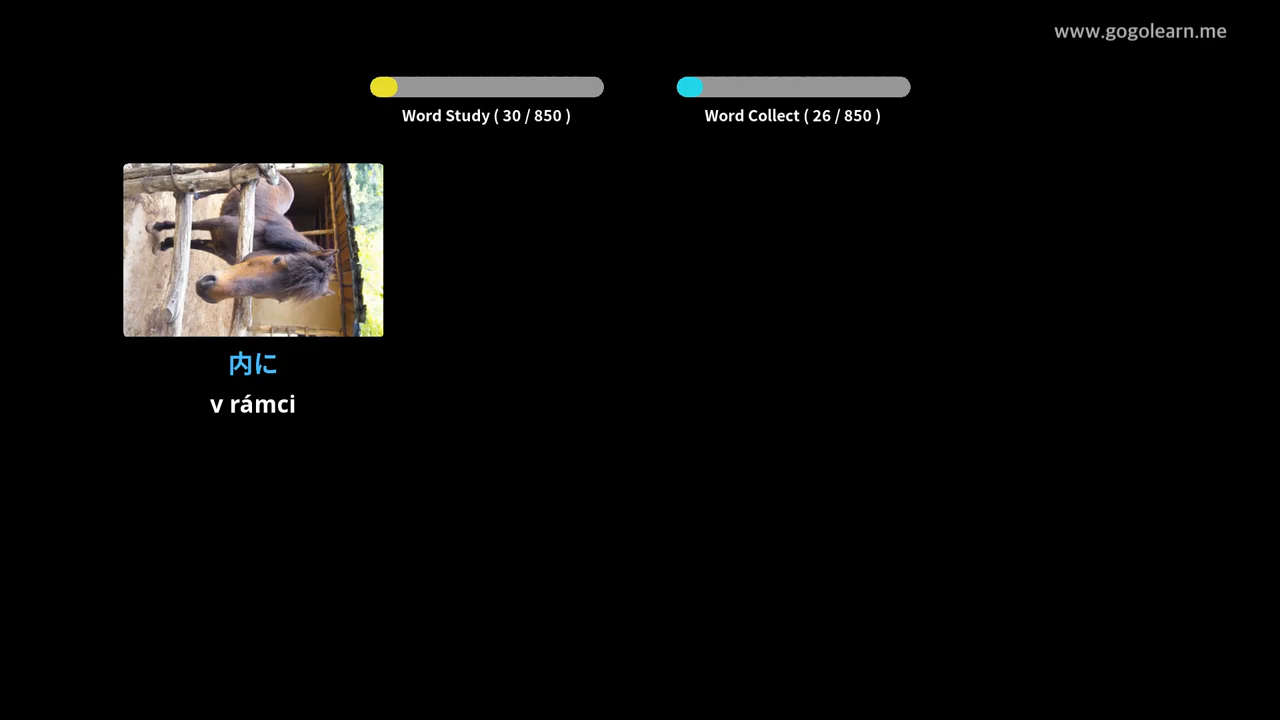 www.gogolearn.me
Word Study ( 30 / 850 )
Word Collect ( 26 / 850 )
内に
v rámci